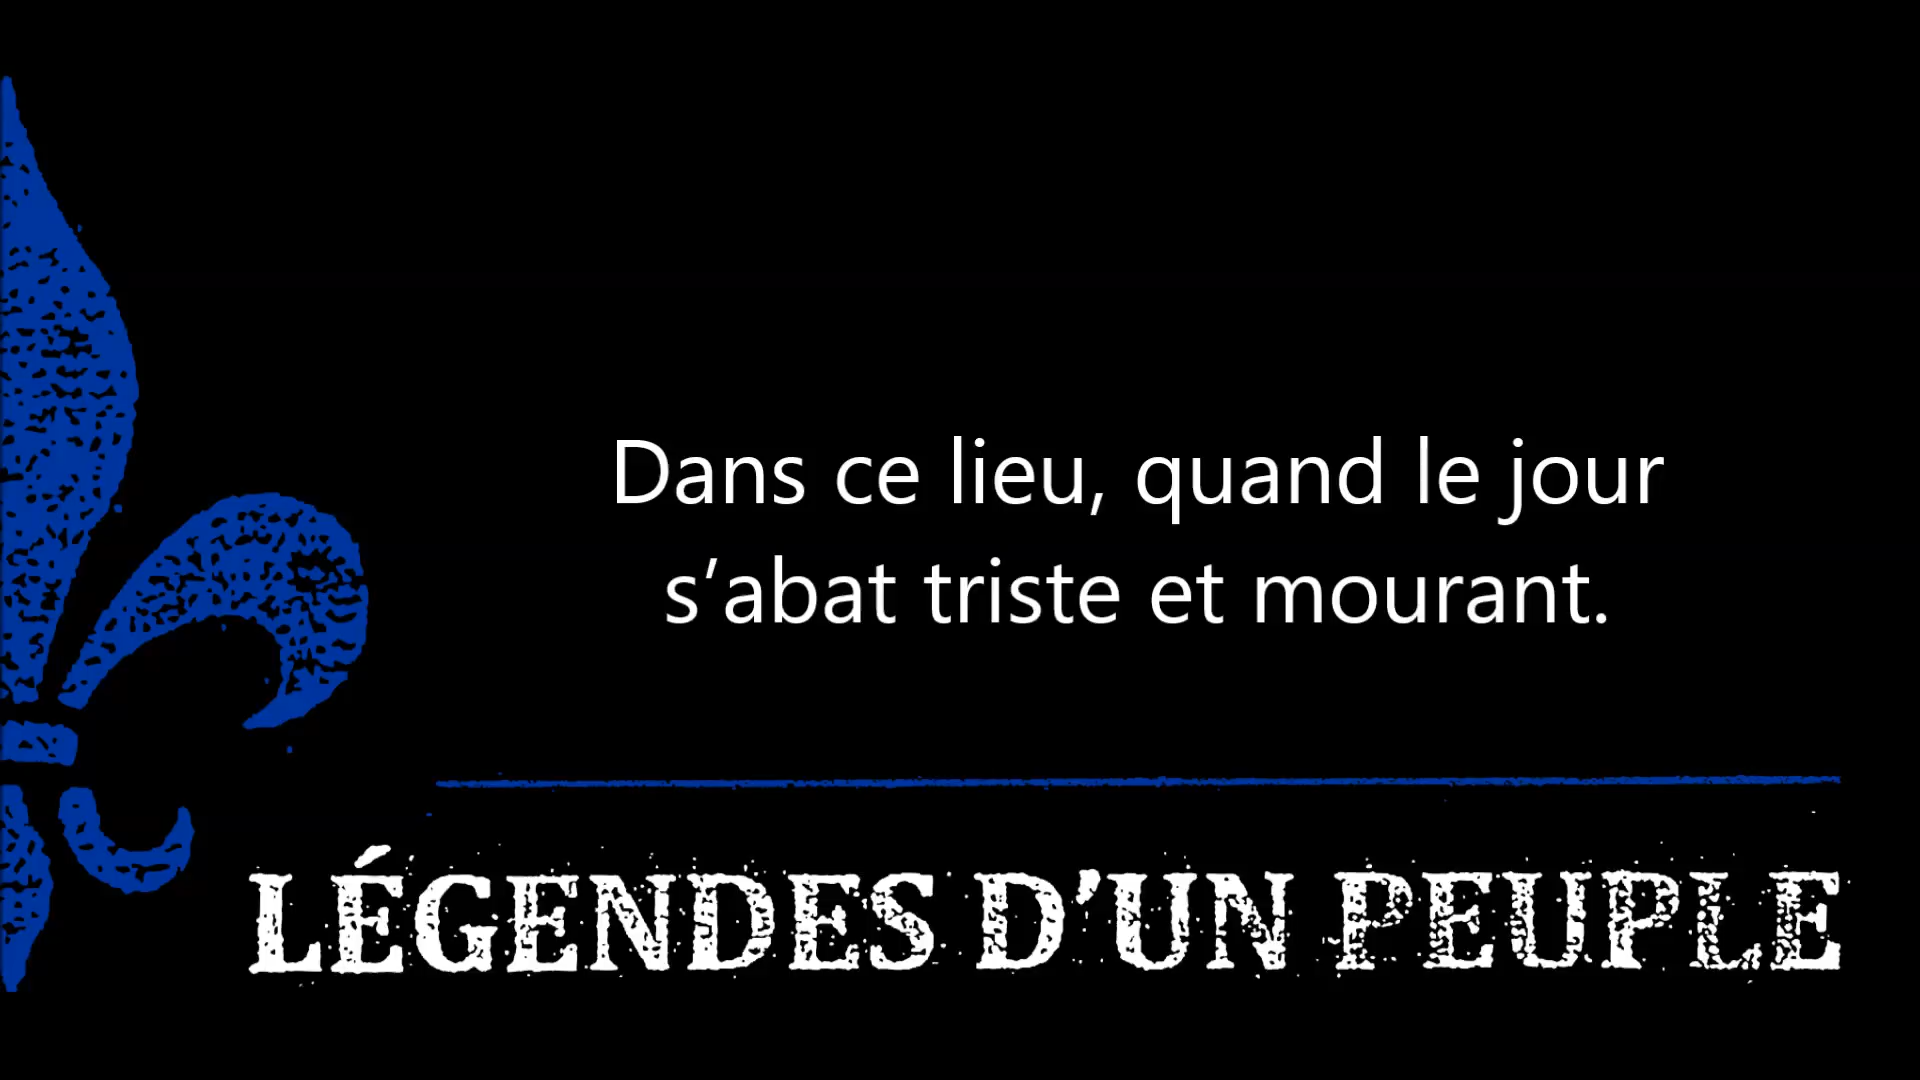 Dans ce lieu, quand le jour
s’abat triste et mourant.
LÉGENDES D’UN PEUPLE